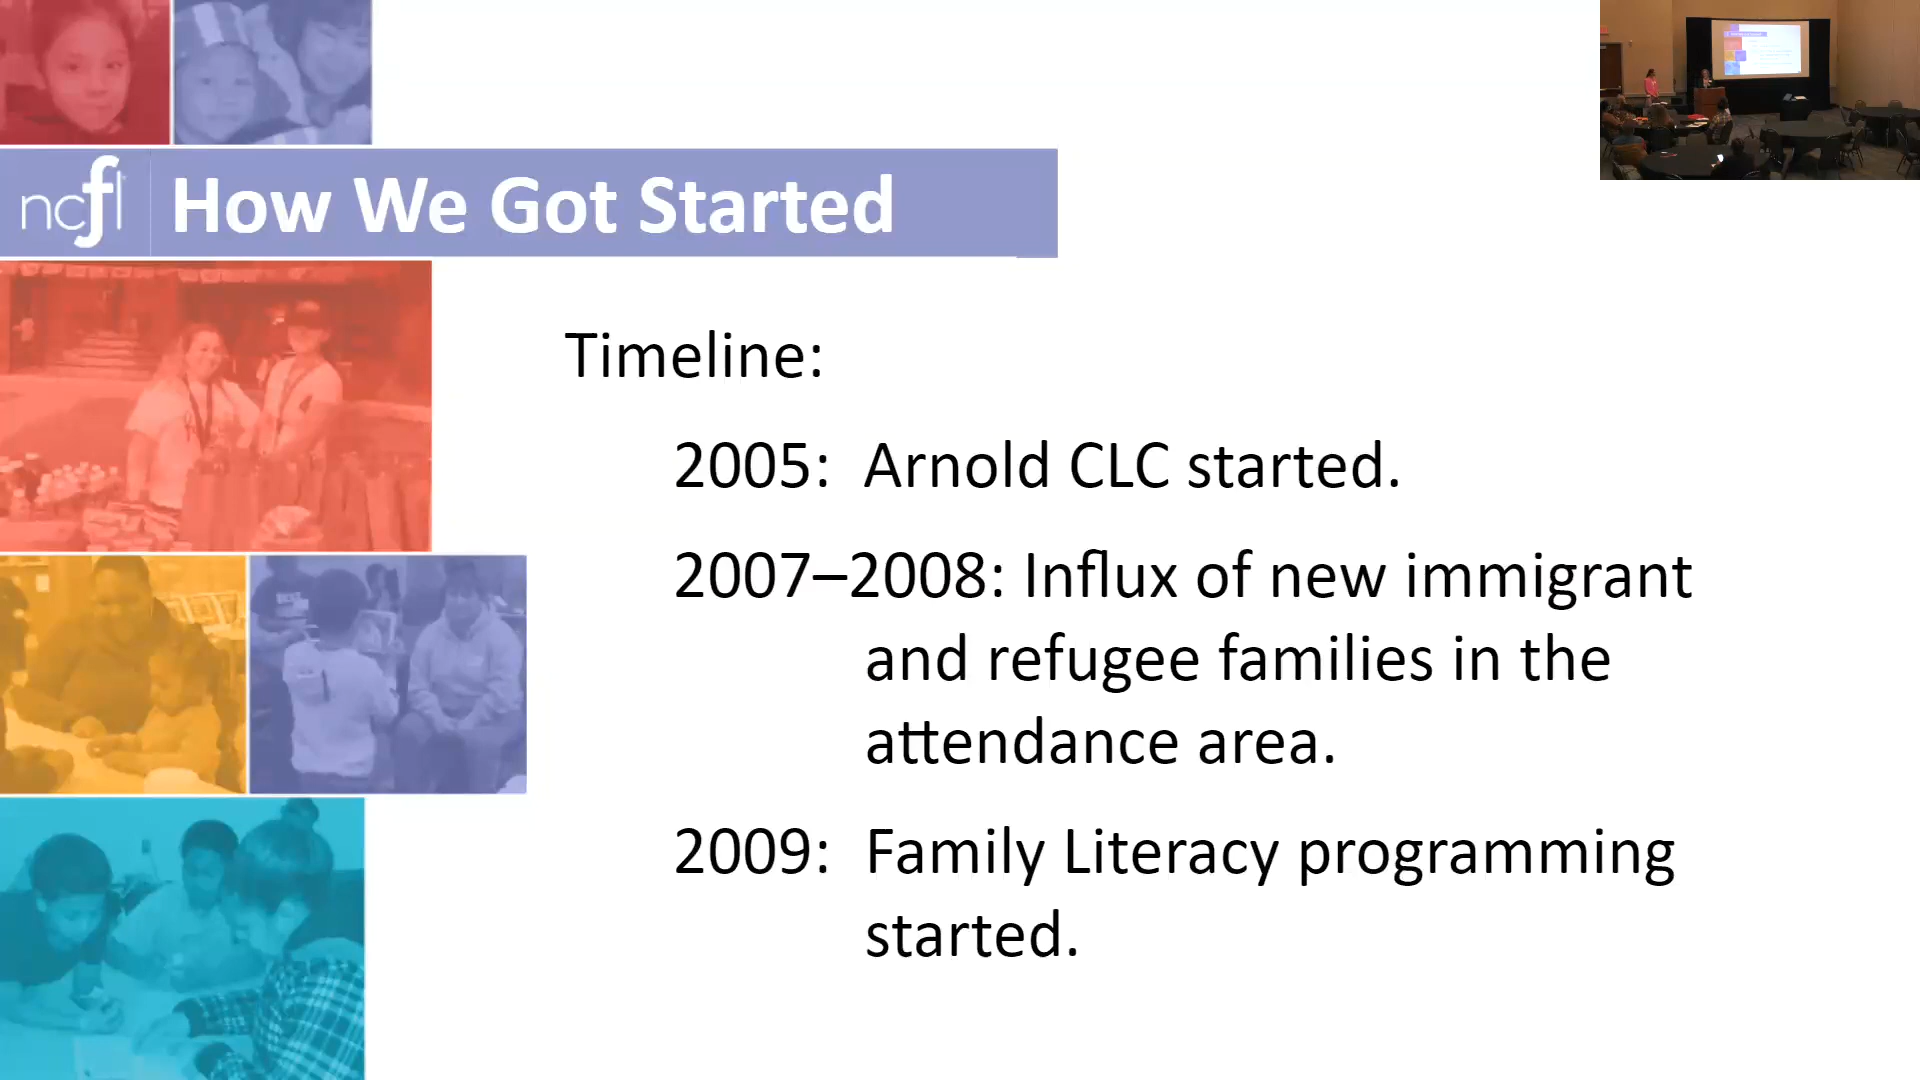 ncfl How We Got Started
Timeline:
2005: Arnold CLC started.
2007–2008: Influx of new immigrant
and refugee families in the
attendance area.
2009: Family Literacy programming
started.